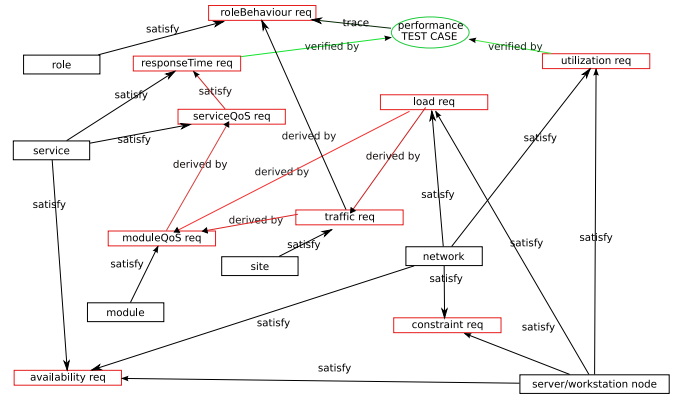 roleBehaviour req
trace
performance
TEST CASE
satisfy
verified by
verified by
role
responseTime req
utilization req
satisfy
satisfy
load req
serviceQoS req
derived by
satisfy
satisfy
service
derived by
derived by
derived by
satisfy
satisfy
traffic req
derived by
moduleQoS req
satisfy
satisfy
satisfy
network
satisfy
site
satisfy
module
satisfy
constraint req
satisfy
satisfy
availability req
server/workstation node